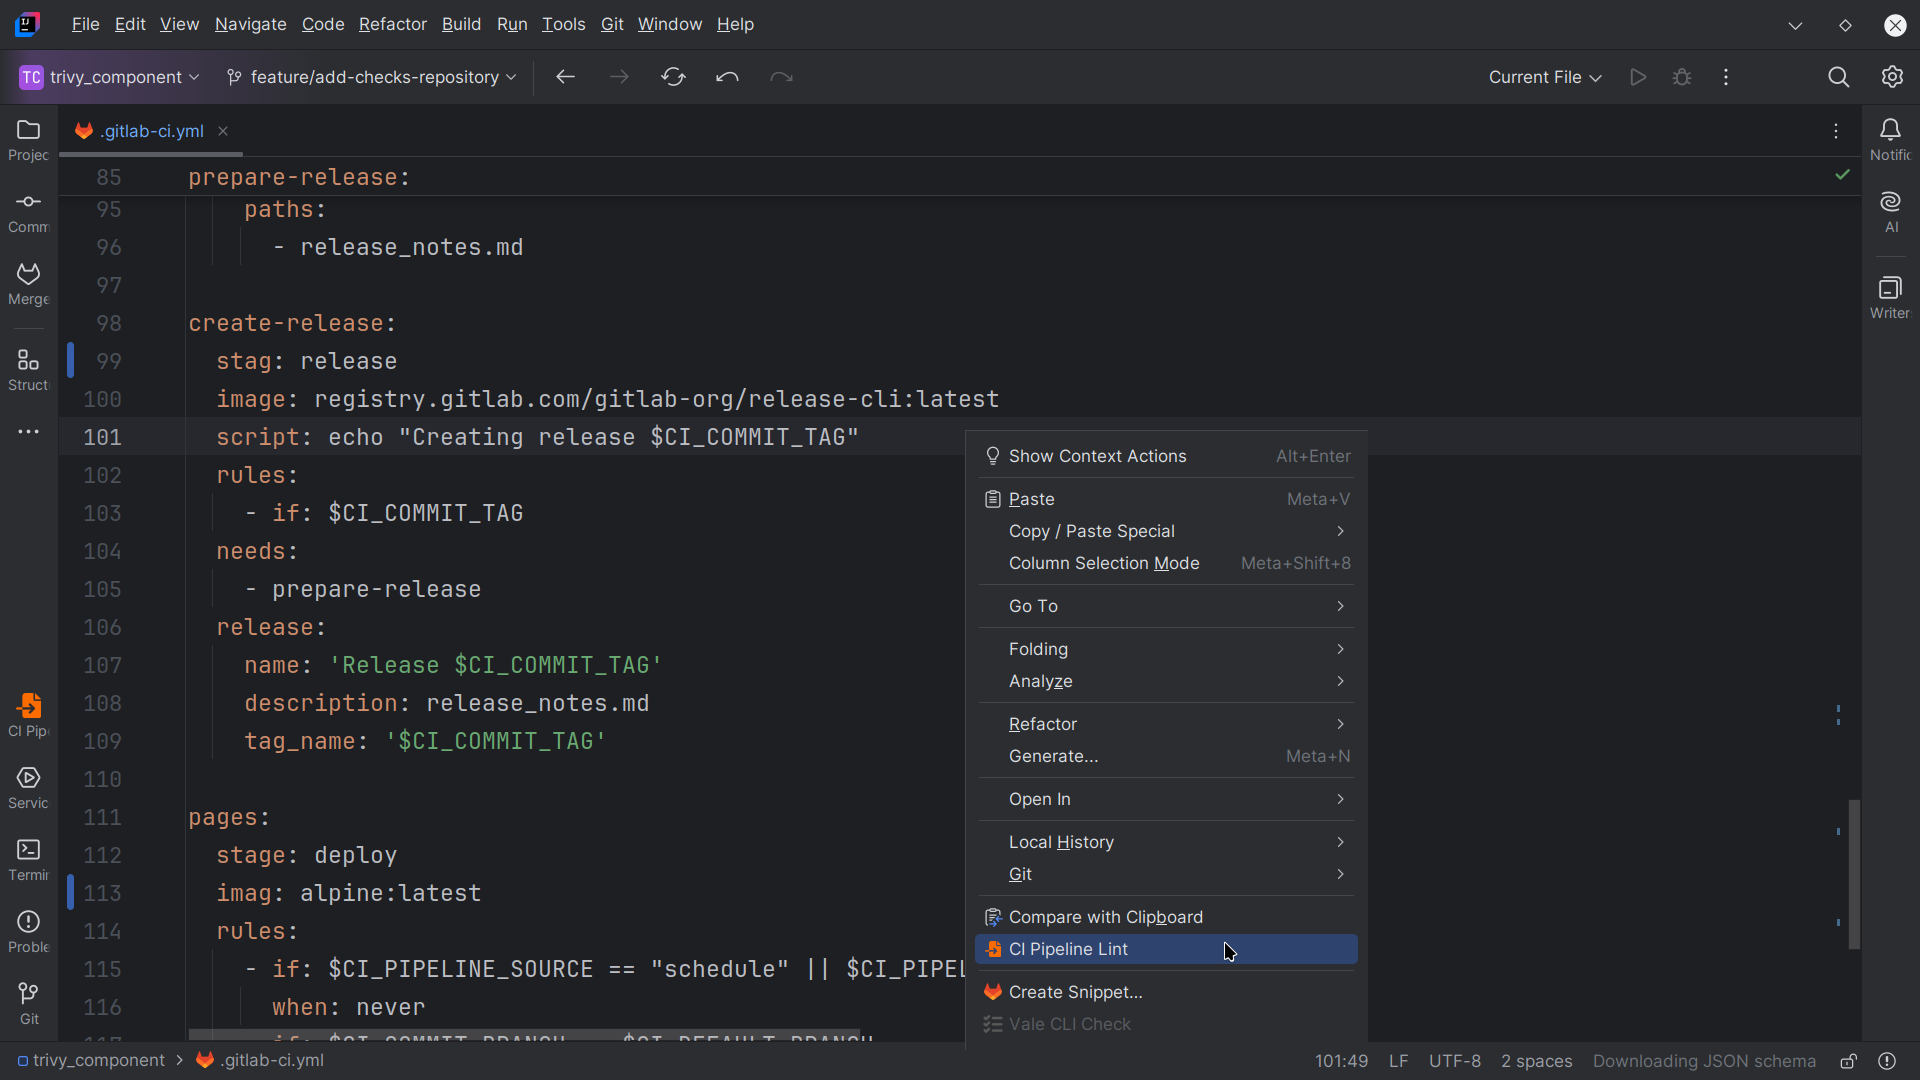 File Edit View Navigate Code Refactor Build Run Tools Git Window Help
TC trivy_component feature/add-checks-repository Current File
.gitlab-ci.yml
Projec
Comm
Merge
Struct
CI Pip
Servic
Termir
Proble
Git
85 prepare-release:
95 paths:
96 - release_notes.md
97
98 create-release:
99 stag: release
100 image: registry.gitlab.com/gitlab-org/release-cli:latest
101 script: echo "Creating release $CI_COMMIT_TAG"
102 rules:
103 - if: $CI_COMMIT_TAG
104 needs:
105 - prepare-release
106 release:
107 name: 'Release $CI_COMMIT_TAG'
108 description: release_notes.md
109 tag_name: '$CI_COMMIT_TAG'
110
111 pages:
112 stage: deploy
113 imag: alpine:latest
114 rules:
115 - if: $CI_PIPELINE_SOURCE == "schedule" || $CI_PIPEL
116 when: never
Show Context Actions Alt+Enter
Paste Meta+V
Copy / Paste Special
Column Selection Mode Meta+Shift+8
Go To
Folding
Analyze
Refactor
Generate... Meta+N
Open In
Local History
Git
Compare with Clipboard
CI Pipeline Lint
Create Snippet...
Vale CLI Check
Notific
AI
Writer
trivy_component > .gitlab-ci.yml
101:49 LF UTF-8 2 spaces Downloading JSON schema